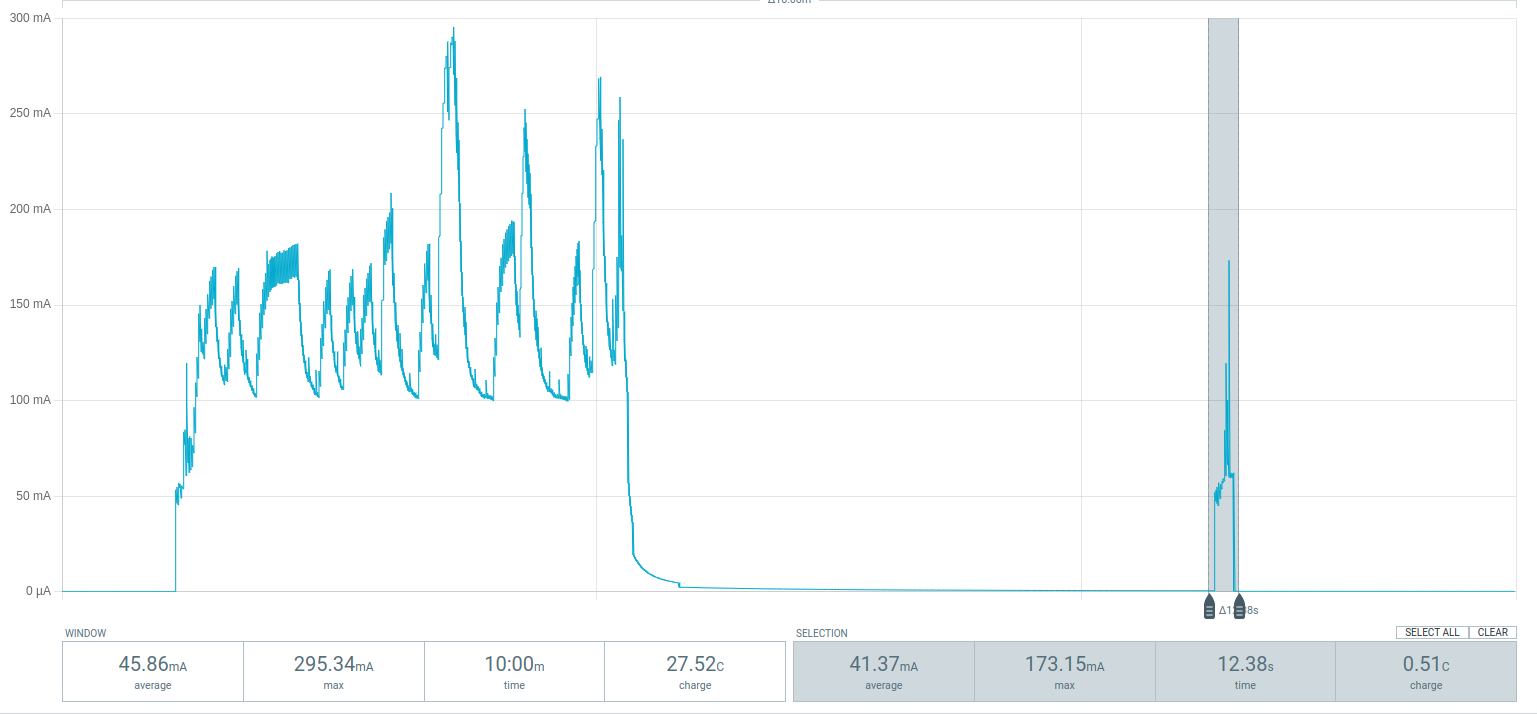 300 mA
250 mA
200 mA
150 mA
100 mA
50 mA
0 µA
WINDOW
SELECTION
SELECT ALL
CLEAR
45.86mA
295.34mA
10:00m
27.52C
41.37mA
173.15mA
12.38s
0.51C
average
max
time
charge
average
max
time
charge